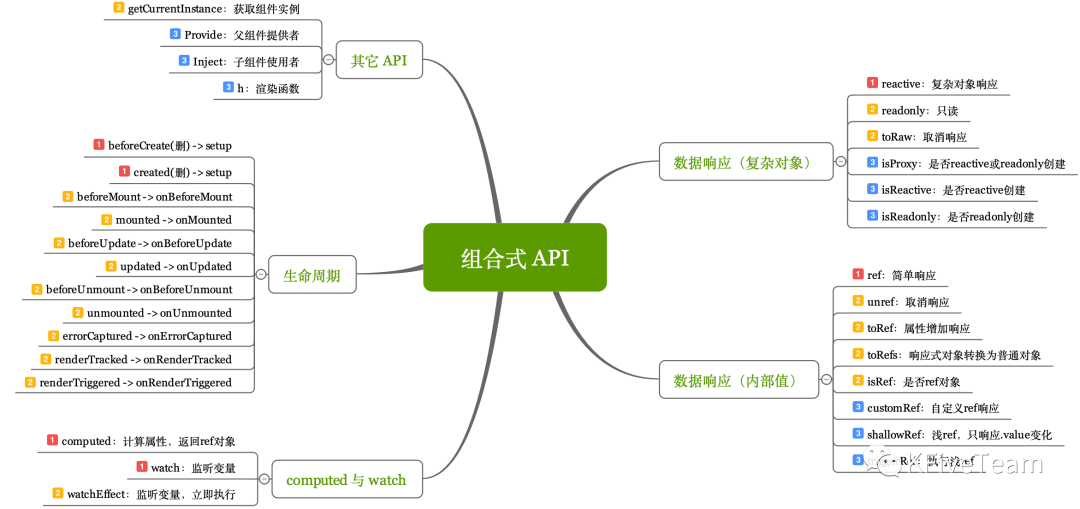 组合式 API
其它 API
2 getCurrentInstance：获取组件实例
3 Provide：父组件提供者
3 Inject：子组件使用者
3 h：渲染函数
生命周期
1 beforeCreate(删) -> setup
1 created(删) -> setup
2 beforeMount -> onBeforeMount
2 mounted -> onMounted
2 beforeUpdate -> onBeforeUpdate
2 updated -> onUpdated
2 beforeUnmount -> onBeforeUnmount
2 unmounted -> onUnmounted
2 errorCaptured -> onErrorCaptured
2 renderTracked -> onRenderTracked
2 renderTriggered -> onRenderTriggered
computed 与 watch
1 computed：计算属性，返回ref对象
1 watch：监听变量
2 watchEffect：监听变量，立即执行
数据响应（复杂对象）
1 reactive：复杂对象响应
2 readonly：只读
2 toRaw：取消响应
3 isProxy：是否reactive或readonly创建
3 isReactive：是否reactive创建
3 isReadonly：是否readonly创建
数据响应（内部值）
1 ref：简单响应
2 unref：取消响应
2 toRef：属性增加响应
2 toRefs：响应式对象转换为普通对象
2 isRef：是否ref对象
3 customRef：自定义ref响应
3 shallowRef：浅ref，只响应.value变化
3
KFiveTeam